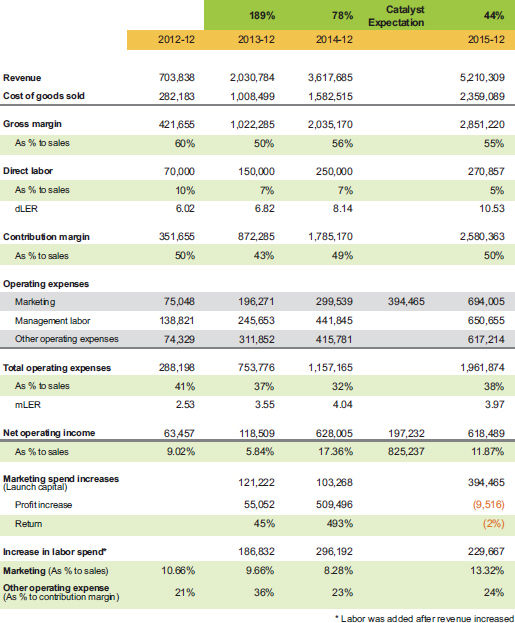 189% 78% Catalyst Expectation 44%
2012-12 2013-12 2014-12 2015-12
Revenue 703,838 2,030,784 3,617,685 5,210,309
Cost of goods sold 282,183 1,008,499 1,582,515 2,359,089
Gross margin 421,655 1,022,285 2,035,170 2,851,220
As % to sales 60% 50% 56% 55%
Direct labor 70,000 150,000 250,000 270,857
As % to sales 10% 7% 7% 5%
dLER 6.02 6.82 8.14 10.53
Contribution margin 351,655 872,285 1,785,170 2,580,363
As % to sales 50% 43% 49% 50%
Operating expenses
Marketing 75,048 196,271 299,539 394,465 694,005
Management labor 138,821 245,653 441,845 650,655
Other operating expenses 74,329 311,852 415,781 617,214
Total operating expenses 288,198 753,776 1,157,165 1,961,874
As % to sales 41% 37% 32% 38%
mLER 2.53 3.55 4.04 3.97
Net operating income 63,457 118,509 628,005 197,232 618,489
As % to sales 9.02% 5.84% 17.36% 825,237 11.87%
Marketing spend increases 121,222 103,268 394,465
(Launch capital)
Profit increase 55,052 509,496 (9,516)
Return 45% 493% (2%)
Increase in labor spend* 186,832 296,192 229,667
Marketing (As % to sales) 10.66% 9.66% 8.28% 13.32%
Other operating expense 21% 36% 23% 24%
(As % to contribution margin)
* Labor was added after revenue increased